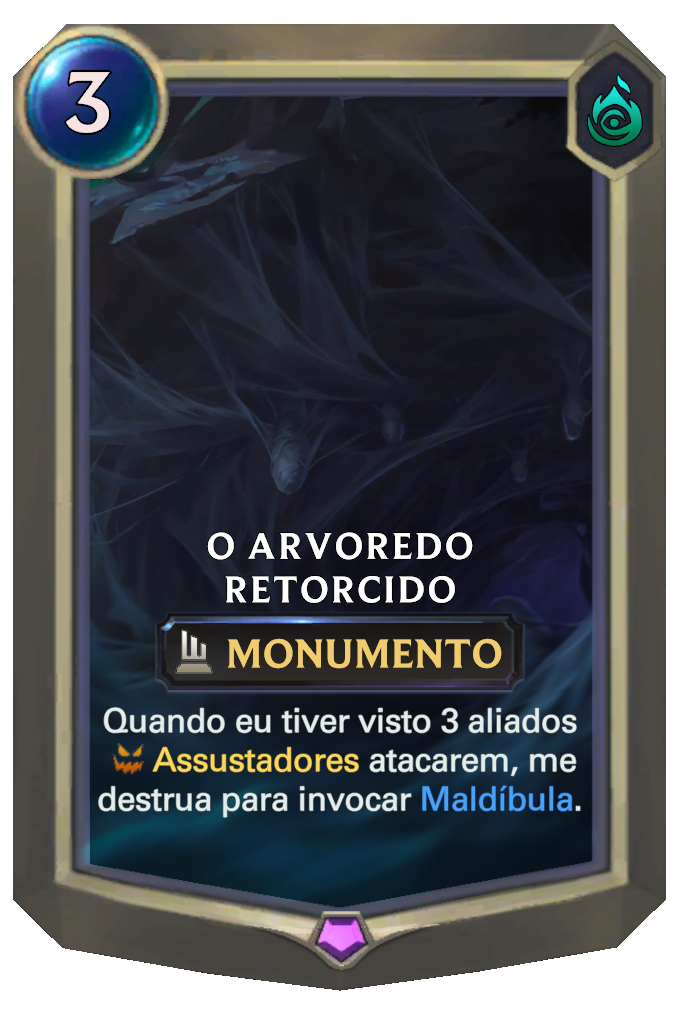 3
O ARVOREDO
RETORCIDO
MONUMENTO
Quando eu tiver visto 3 aliados
Assustadores atacarem, me
destrua para invocar Maldíbula.